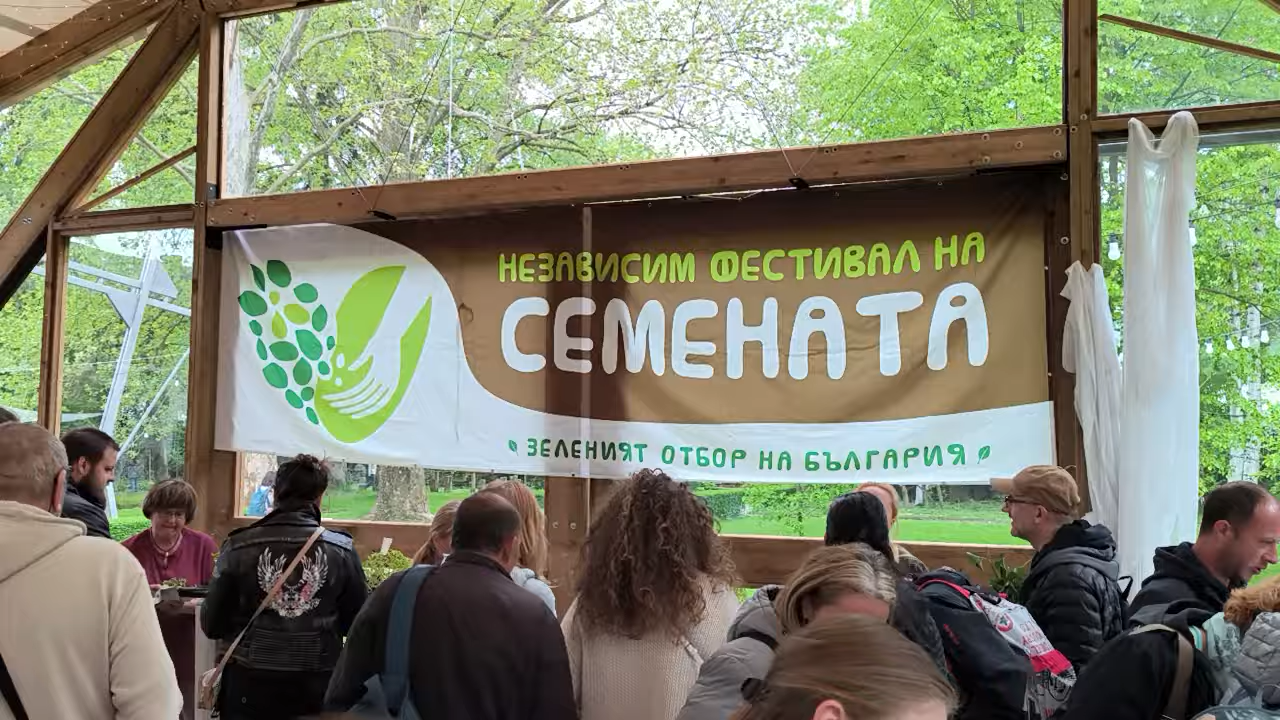 НЕЗАВИСИМ ФЕСТИВАЛ НА
СЕМЕНАТА
ЗЕЛЕНИЯТ ОТБОР НА БЪЛГАРИЯ